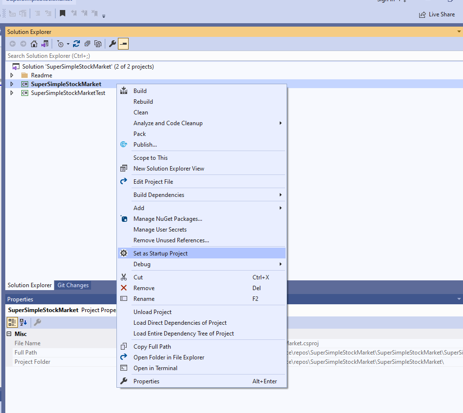 Live Share
Solution Explorer
Search Solution Explorer (Ctrl+;)
Solution 'SuperSimpleStockMarket' (2 of 2 projects)
Readme
SuperSimpleStockMarket
SuperSimpleStockMarketTest
Build
Rebuild
Clean
Analyze and Code Cleanup
Pack
Publish...
Scope to This
New Solution Explorer View
Edit Project File
Build Dependencies
Add
Manage NuGet Packages...
Manage User Secrets
Remove Unused References...
Set as Startup Project
Debug
Cut Ctrl+X
Remove Del
Rename F2
Unload Project
Load Direct Dependencies of Project
Load Entire Dependency Tree of Project
Copy Full Path
Open Folder in File Explorer
Open in Terminal
Properties Alt+Enter
Solution Explorer Git Changes
Properties
SuperSimpleStockMarket Project Prope
Misc
File Name Market.csproj
Full Path \repos\SuperSimpleStockMarket\SuperSimpleStockMarket\SuperSi
Project Folder \repos\SuperSimpleStockMarket\SuperSimpleStockMarket\